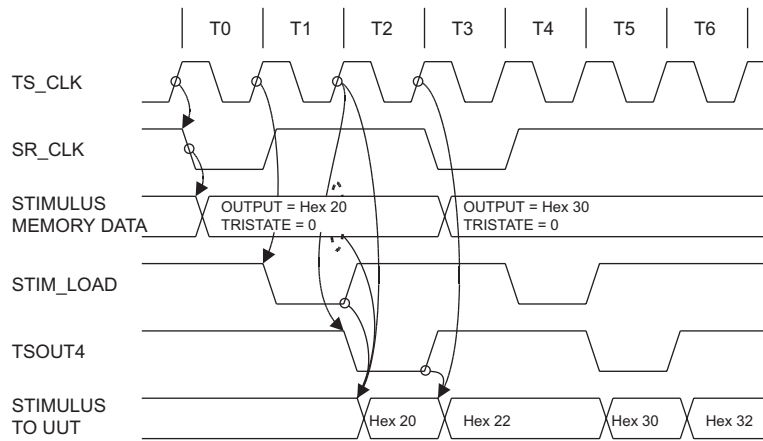 T0 T1 T2 T3 T4 T5 T6
TS_CLK
SR_CLK
STIMULUS
MEMORY DATA
OUTPUT = Hex 20
TRISTATE = 0
OUTPUT = Hex 30
TRISTATE = 0
STIM_LOAD
TSOUT4
STIMULUS
TO UUT
Hex 20 Hex 22 Hex 30 Hex 32